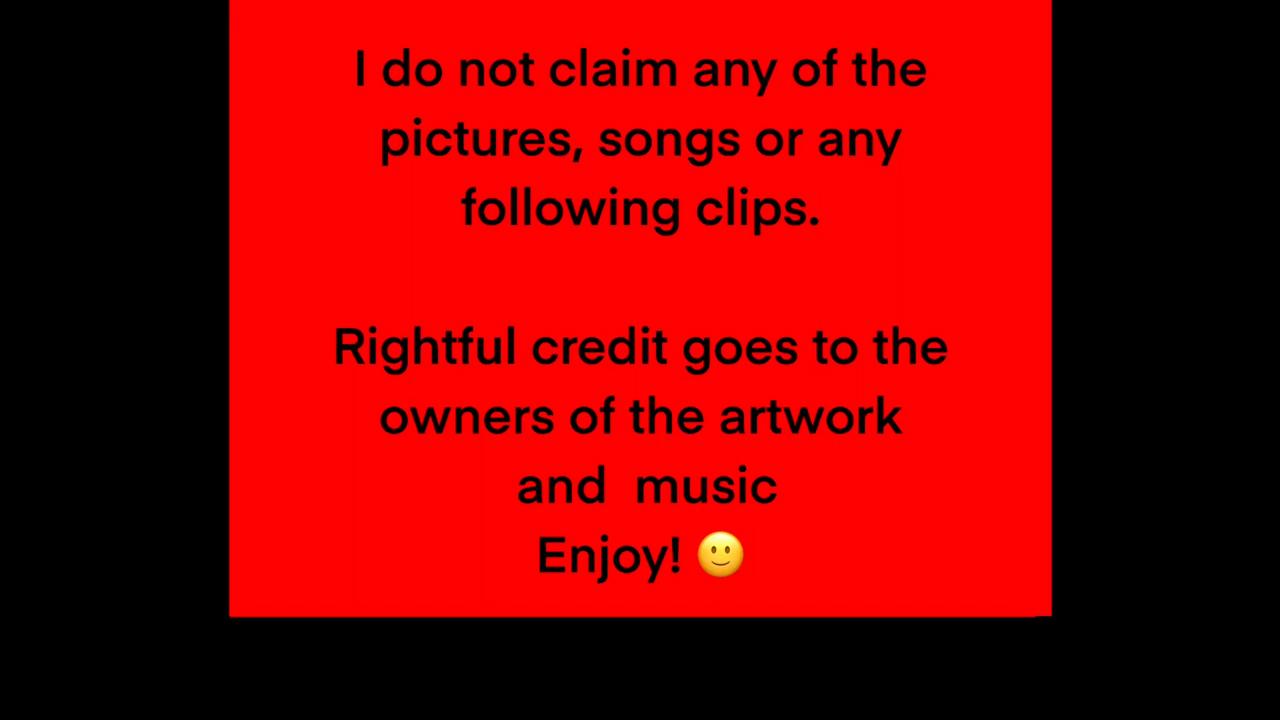 I do not claim any of the
pictures, songs or any
following clips.
Rightful credit goes to the
owners of the artwork
and  music
Enjoy! 🙂